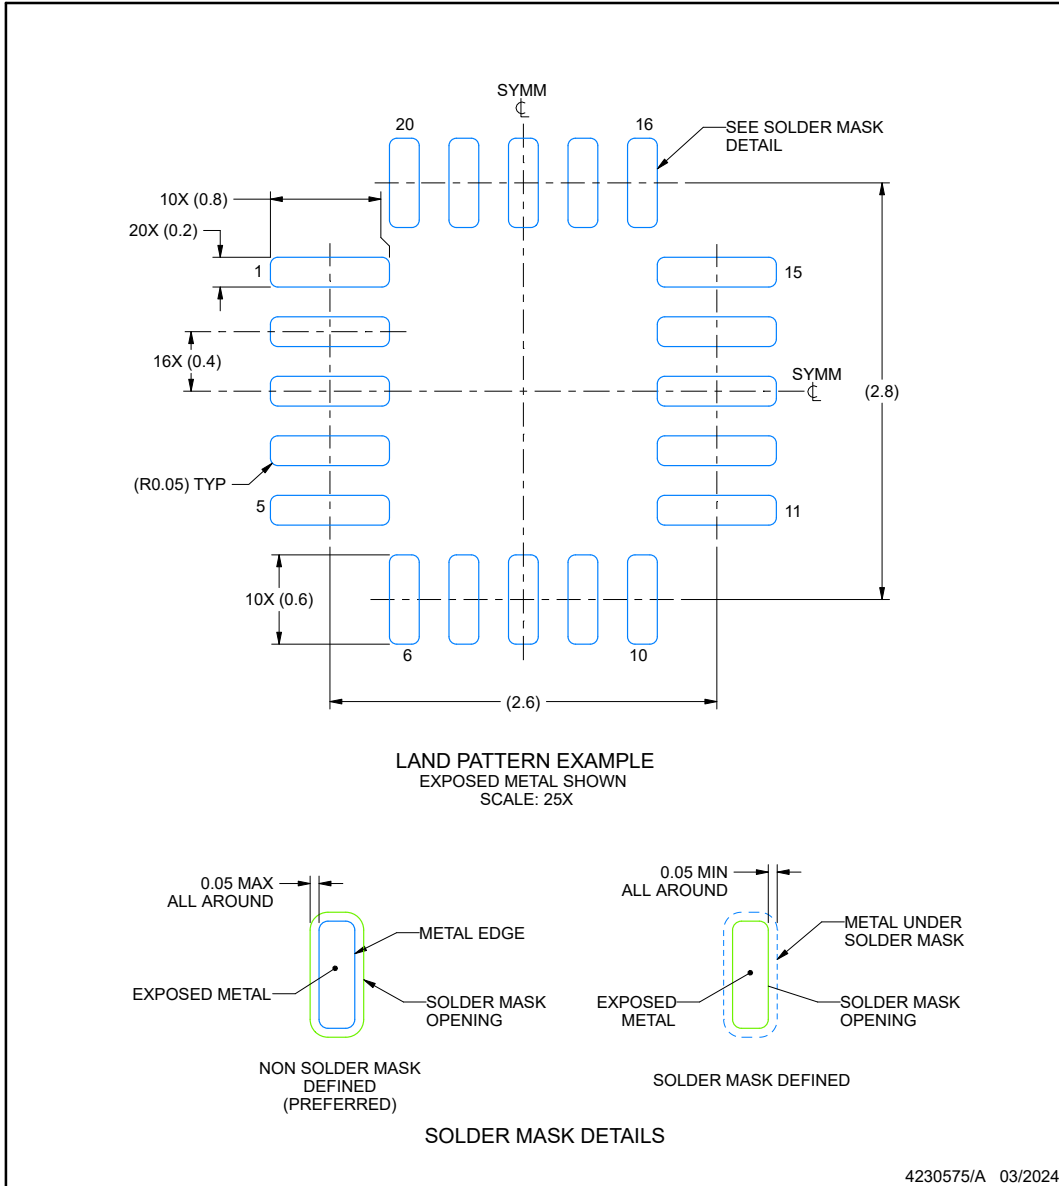 SYMM
℄
20
16
SEE SOLDER MASK
DETAIL
10X (0.8)
20X (0.2)
1
15
16X (0.4)
SYMM
℄
(2.8)
(R0.05) TYP
5
11
10X (0.6)
6
10
(2.6)
LAND PATTERN EXAMPLE
EXPOSED METAL SHOWN
SCALE: 25X
0.05 MAX
ALL AROUND
METAL EDGE
EXPOSED METAL
SOLDER MASK
OPENING
NON SOLDER MASK
DEFINED
(PREFERRED)
0.05 MIN
ALL AROUND
METAL UNDER
SOLDER MASK
EXPOSED
METAL
SOLDER MASK
OPENING
SOLDER MASK DEFINED
SOLDER MASK DETAILS
4230575/A 03/2024